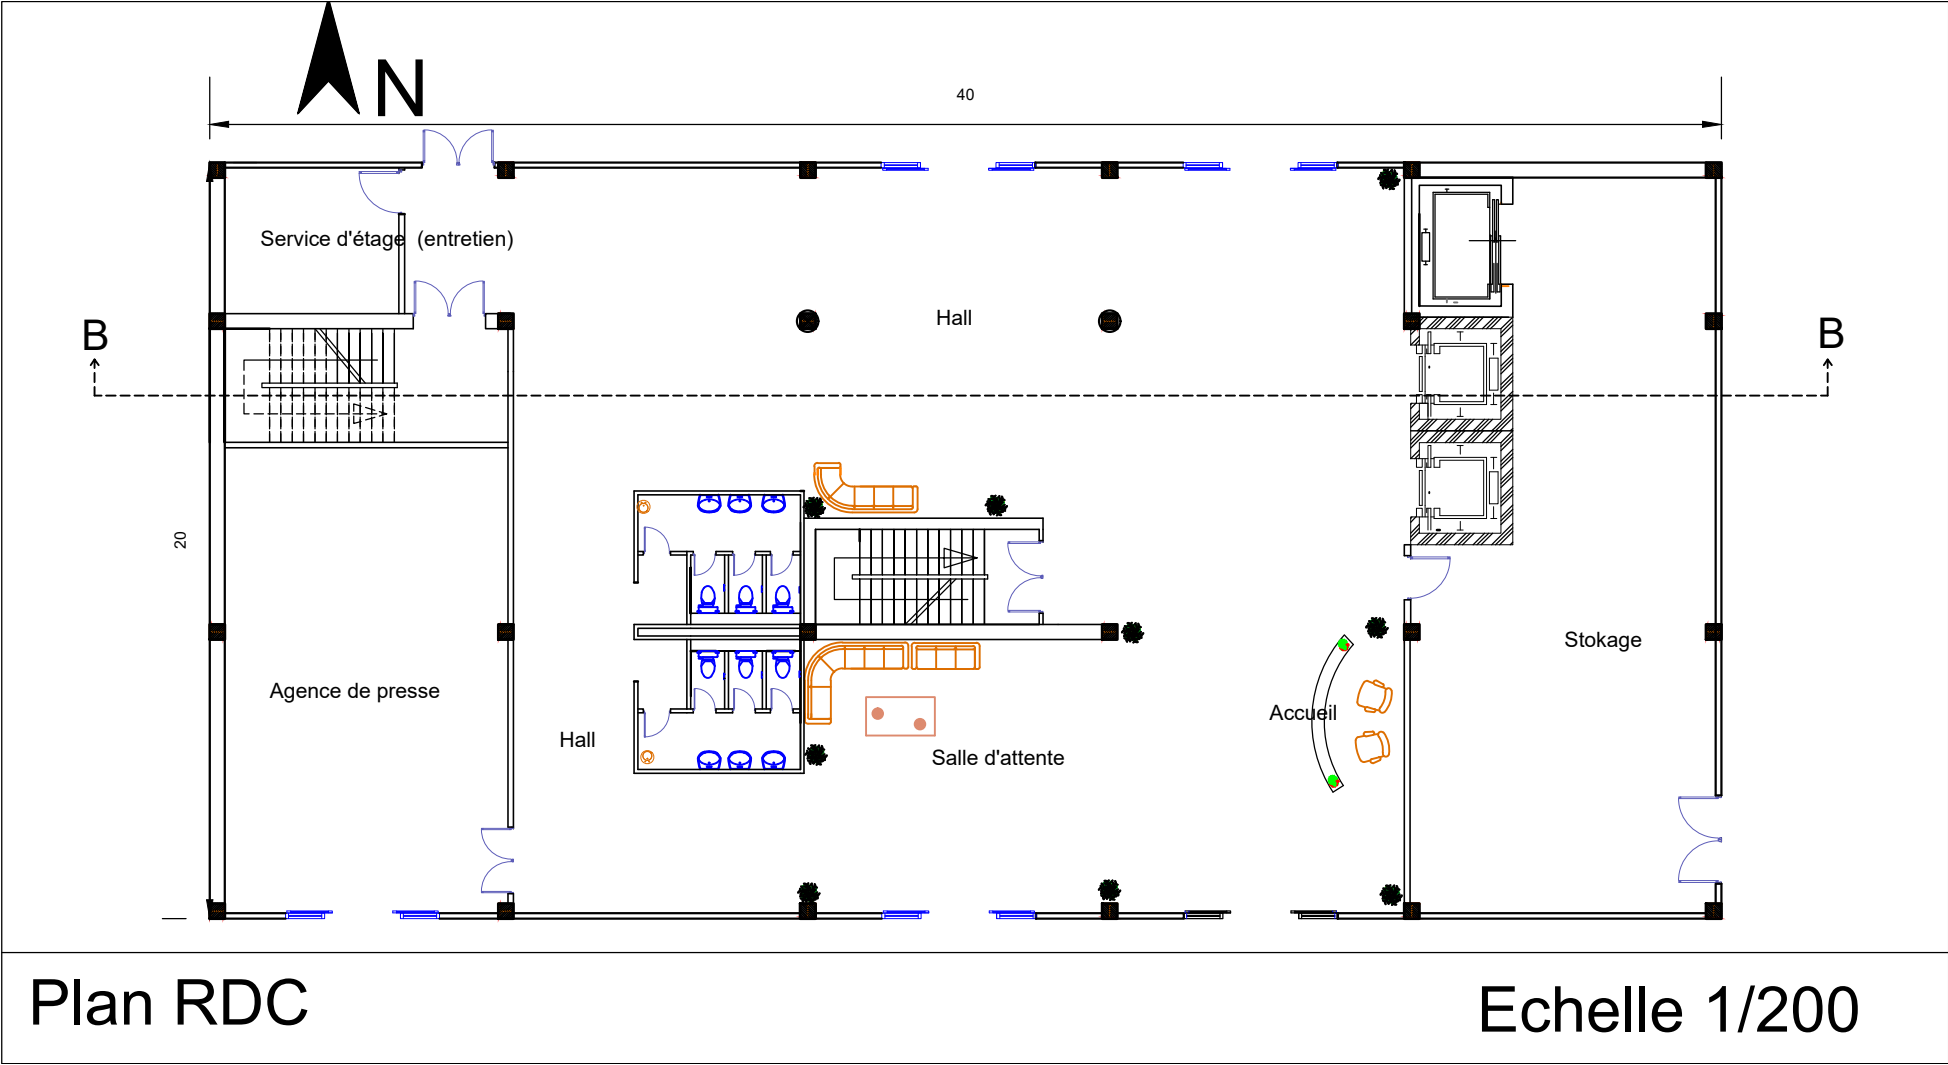 N
40
Service d'étage (entretien)
Hall
B
B
20
Stokage
Agence de presse
Accueil
Hall
Salle d'attente
Plan RDC
Echelle 1/200